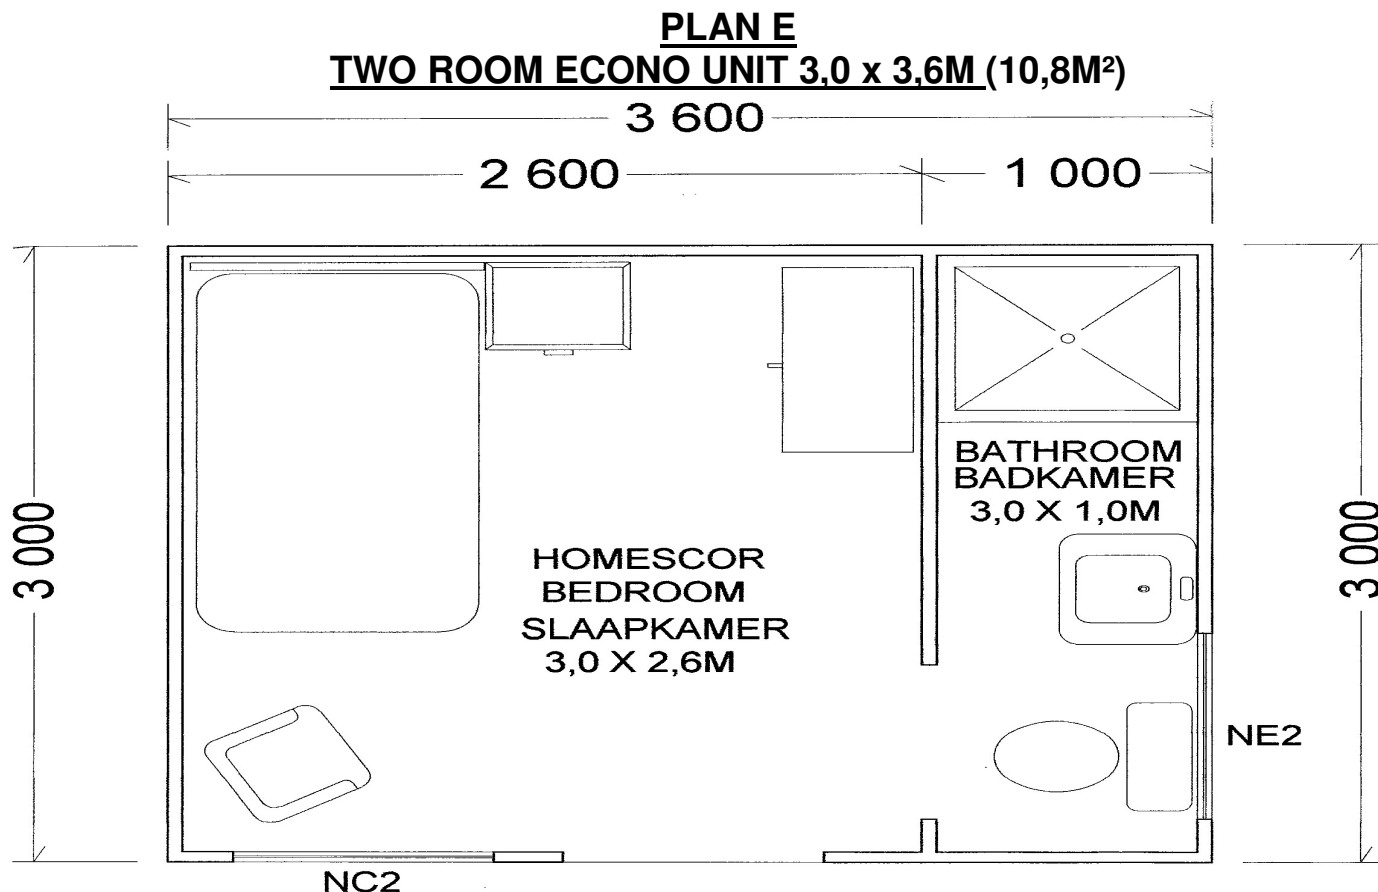 PLAN E
TWO ROOM ECONO UNIT 3,0 x 3,6M (10,8M²)
3 600
2 600
1 000
3 000
3 000
BATHROOM
BADKAMER
3,0 X 1,0M
HOMESCOR
BEDROOM
SLAAPKAMER
3,0 X 2,6M
NE2
NC2